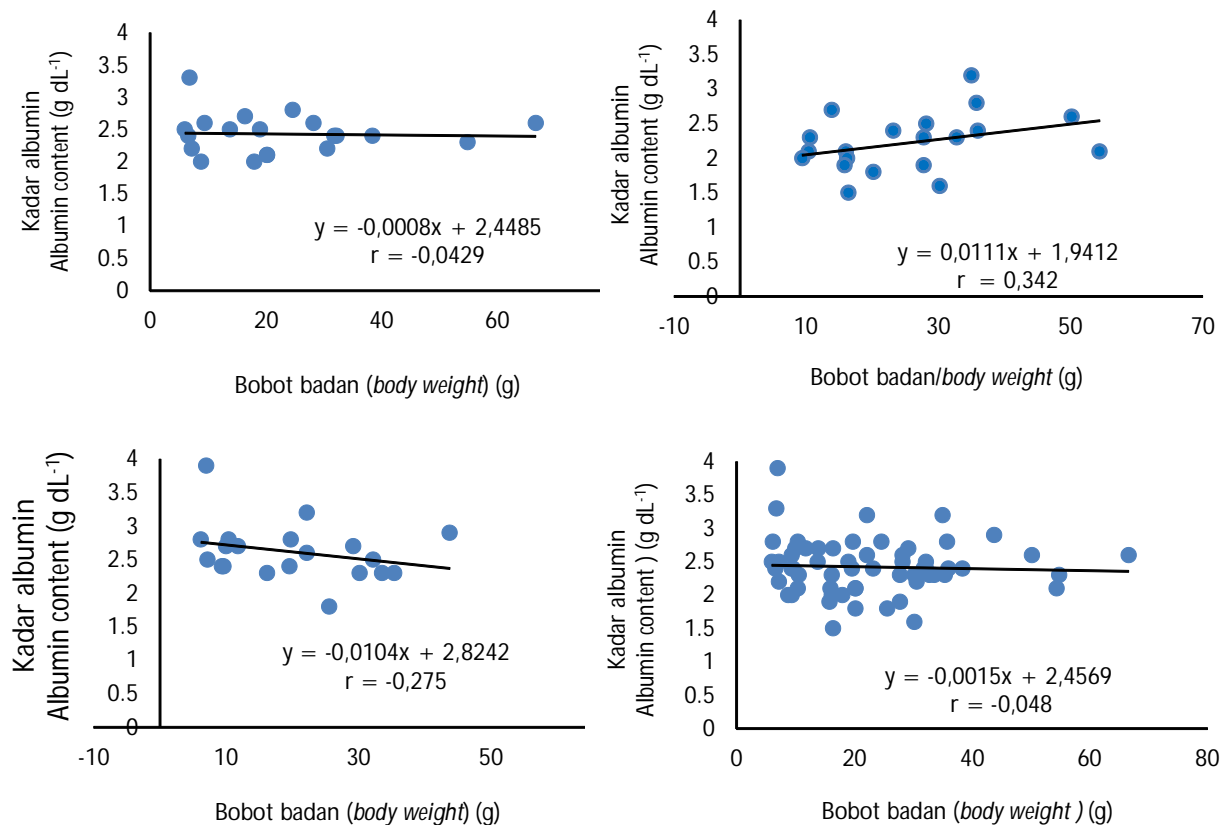 Kadar albumin
Albumin content (g dL-1)
4
3.5
3
2.5
2
1.5
1
0.5
0
y = -0,0008x + 2,4485
r = -0,0429
0
20
40
60
Bobot badan (body weight) (g)
Kadar albumin
Albumin content (g dL-1)
4
3.5
3
2.5
2
1.5
1
0.5
0
y = 0,0111x + 1,9412
r = 0,342
-10
10
30
50
70
Bobot badan/body weight (g)
Kadar albumin
Albumin content (g dL-1)
4
3.5
3
2.5
2
1.5
1
0.5
0
y = -0,0104x + 2,8242
r = -0,275
-10
10
30
50
Bobot badan (body weight) (g)
Kadar albumin
Albumin content ) (g dL-1)
4
3.5
3
2.5
2
1.5
1
0.5
0
y = -0,0015x + 2,4569
r = -0,048
0
20
40
60
80
Bobot badan (body weight ) (g)